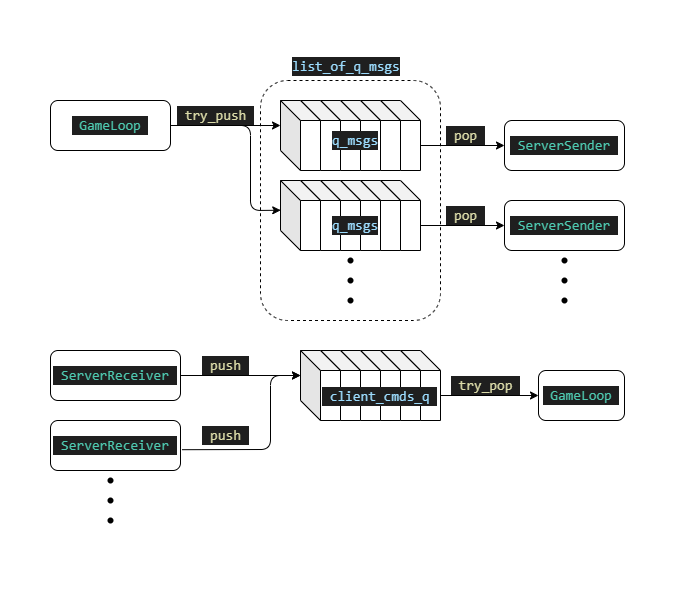 list_of_q_msgs
GameLoop
try_push
q_msgs
pop
ServerSender
q_msgs
pop
ServerSender
ServerReceiver
push
client_cmds_q
try_pop
GameLoop
ServerReceiver
push